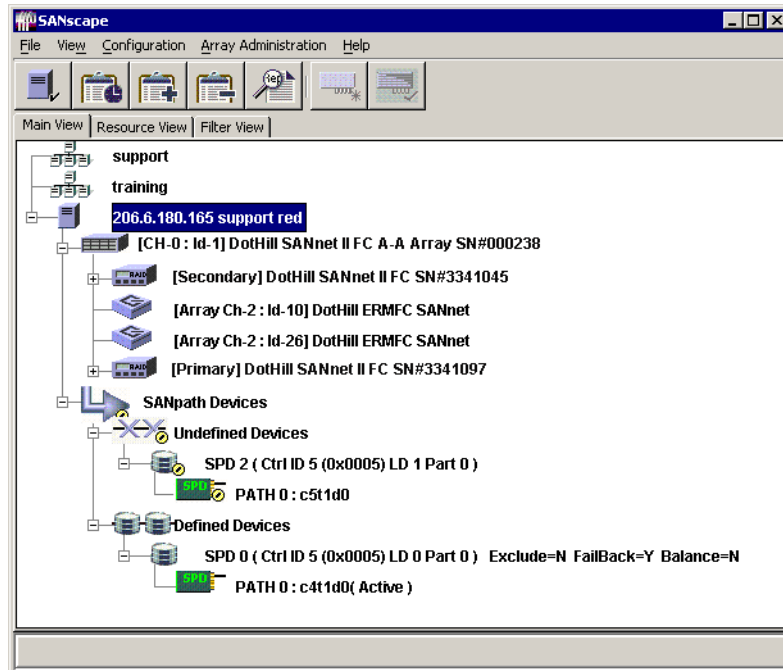 SANscape
File View Configuration Array Administration Help
Rep
Main View Resource View Filter View
support
training
206.6.180.165 support red
[CH-0 : Id-1] DotHill SANnet II FC A-A Array SN#000238
RAID [Secondary] DotHill SANnet II FC SN#3341045
[Array Ch-2 : Id-10] DotHill ERMFC SANnet
[Array Ch-2 : Id-26] DotHill ERMFC SANnet
RAID [Primary] DotHill SANnet II FC SN#3341097
SANpath Devices
Undefined Devices
SPD 2 ( Ctrl ID 5 (0x0005) LD 1 Part 0 )
SPD PATH 0 : c5t1d0
Defined Devices
SPD 0 ( Ctrl ID 5 (0x0005) LD 0 Part 0 ) Exclude=N FailBack=Y Balance=N
SPD PATH 0 : c4t1d0( Active )